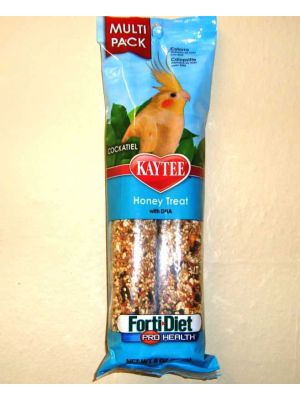 MULTI
PACK
COCKATIEL
KAYTEE
Honey Treat
with DHA
Forti-Diet
PRO HEALTH